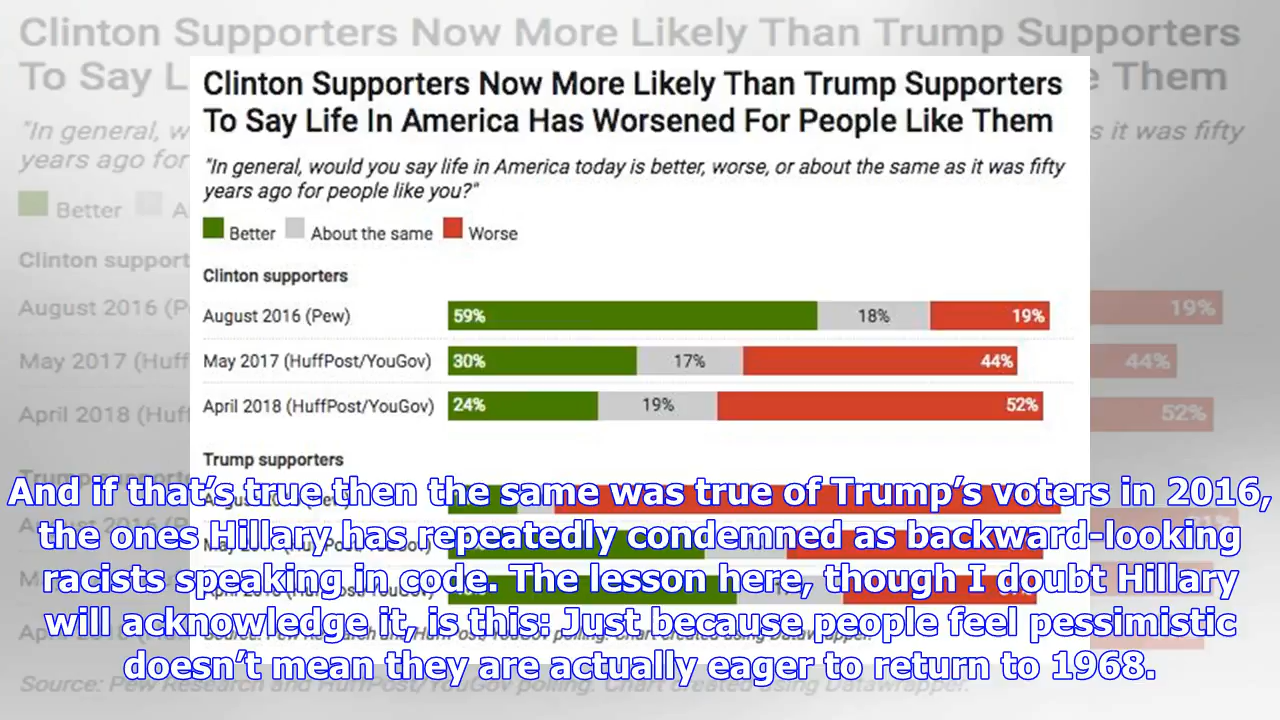 Clinton Supporters Now More Likely Than Trump Supporters
To Say Life In America Has Worsened For People Like Them
"In general, would you say life in America today is better, worse, or about the same as it was fifty
years ago for people like you?"
Better About the same Worse
Clinton supporters
August 2016 (Pew) 59% 18% 19%
May 2017 (HuffPost/YouGov) 30% 17% 44%
April 2018 (HuffPost/YouGov) 24% 19% 52%
Trump supporters
And if that's true then the same was true of Trump's voters in 2016,
the ones Hillary has repeatedly condemned as backward-looking
racists speaking in code. The lesson here, though I doubt Hillary
will acknowledge it, is this: Just because people feel pessimistic
doesn't mean they are actually eager to return to 1968.
Source: Pew Research and HuffPost/YouGov polling. Chart created using Datawrapper.